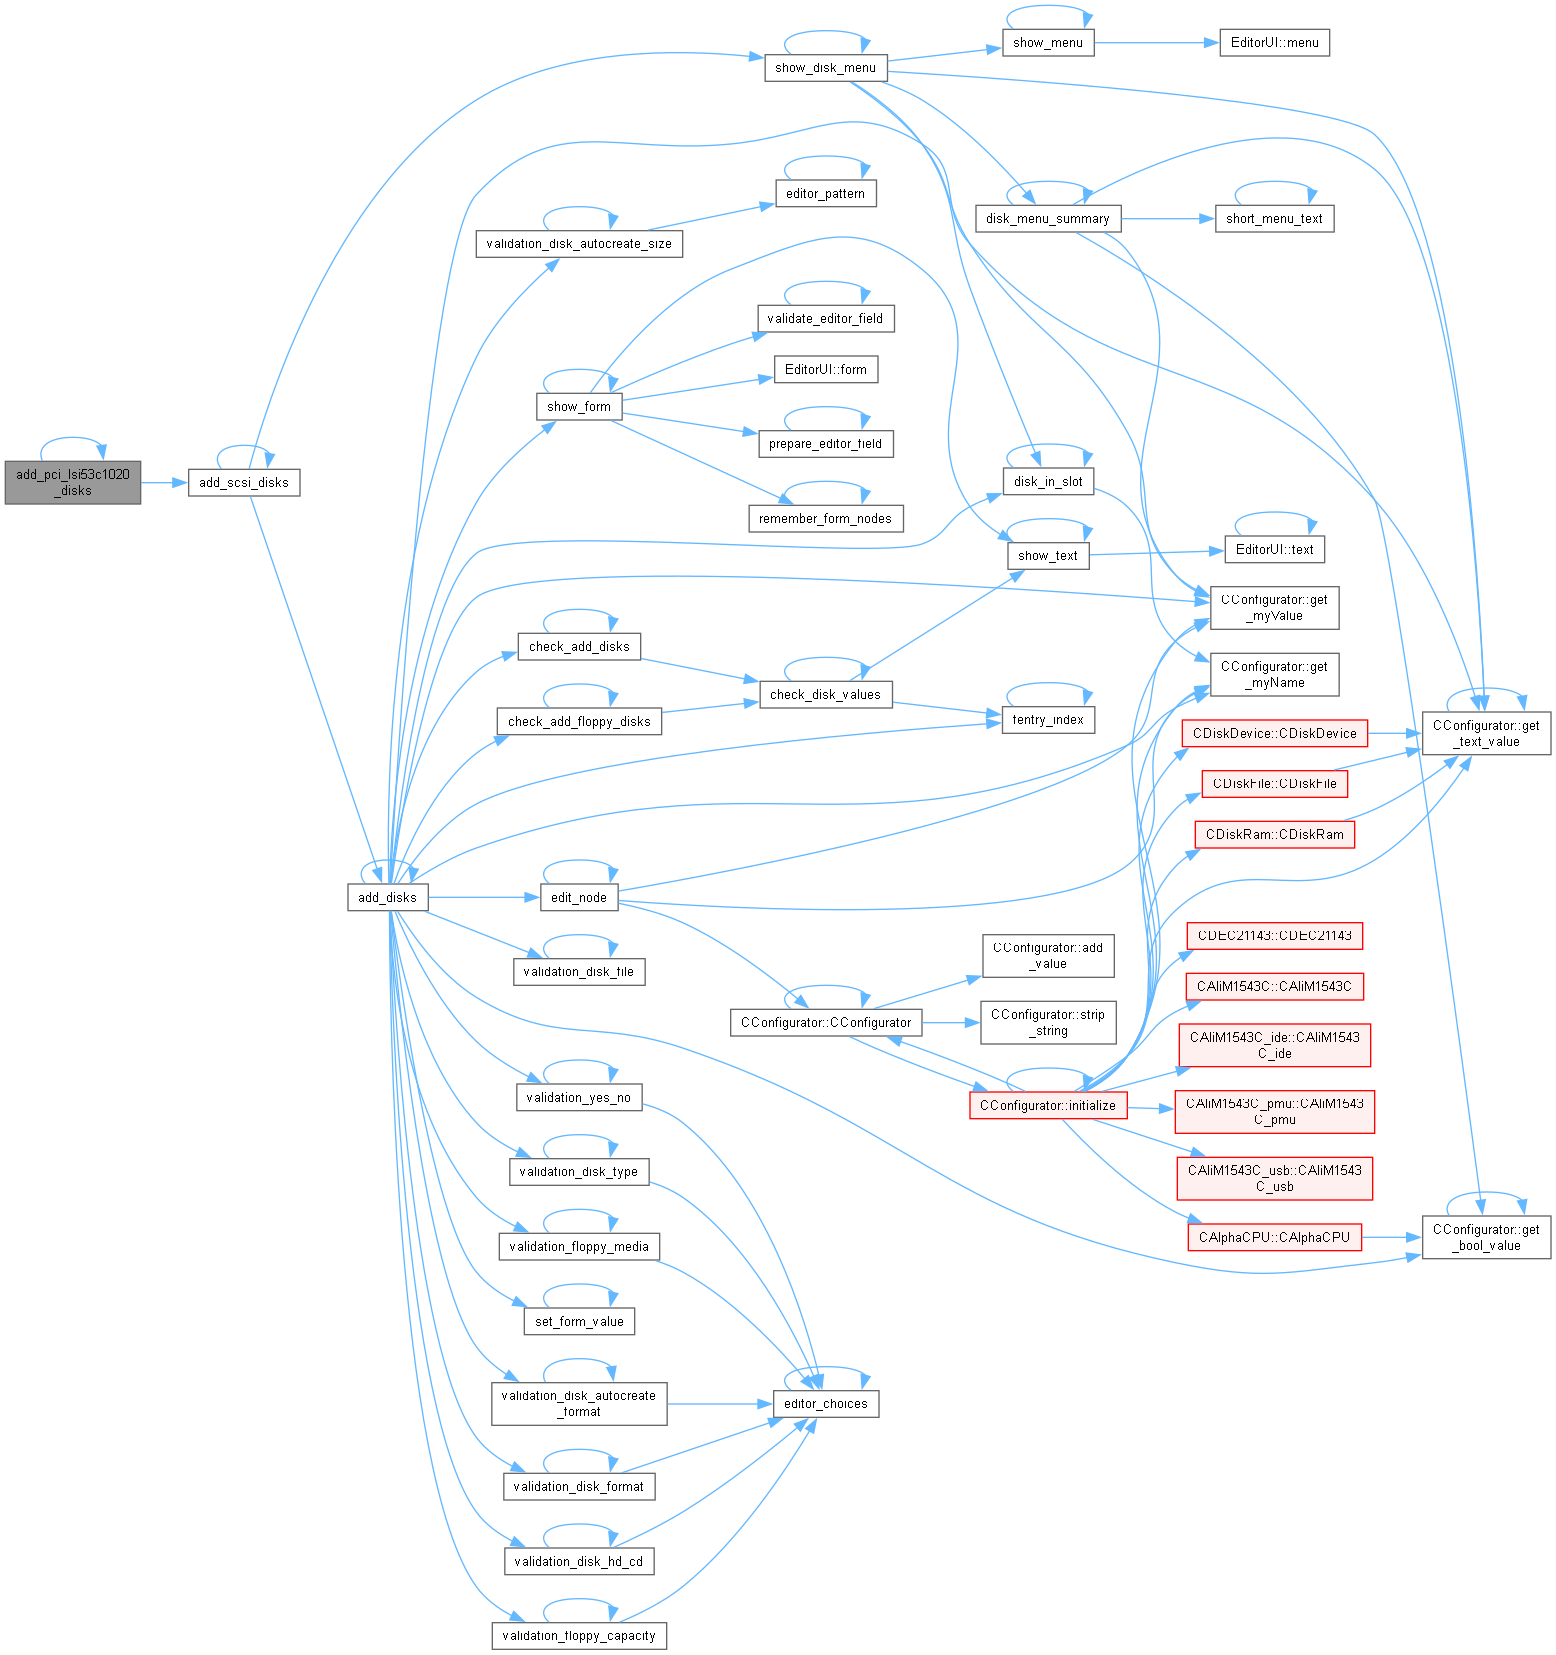 show_menu
EditorUI::menu
show_disk_menu
editor_pattern
disk_menu_summary
short_menu_text
validation_disk_autocreate_size
validate_editor_field
EditorUI::form
show_form
prepare_editor_field
add_pci_lsi53c1020
_disks
add_scsi_disks
disk_in_slot
remember_form_nodes
show_text
EditorUI::text
CConfigurator::get
_myValue
check_add_disks
CConfigurator::get
_myName
check_disk_values
check_add_floppy_disks
tentry_index
CDiskDevice::CDiskDevice
CConfigurator::get
_text_value
CDiskFile::CDiskFile
CDiskRam::CDiskRam
add_disks
edit_node
CDEC21143::CDEC21143
CConfigurator::add
_value
validation_disk_file
CAliM1543C::CAliM1543C
CConfigurator::CConfigurator
CConfigurator::strip
_string
CAliM1543C_ide::CAliM1543
C_ide
validation_yes_no
CConfigurator::initialize
CAliM1543C_pmu::CAliM1543
C_pmu
validation_disk_type
CAliM1543C_usb::CAliM1543
C_usb
validation_floppy_media
CAlphaCPU::CAlphaCPU
CConfigurator::get
_bool_value
set_form_value
validation_disk_autocreate
_format
editor_choices
validation_disk_format
validation_disk_hd_cd
validation_floppy_capacity